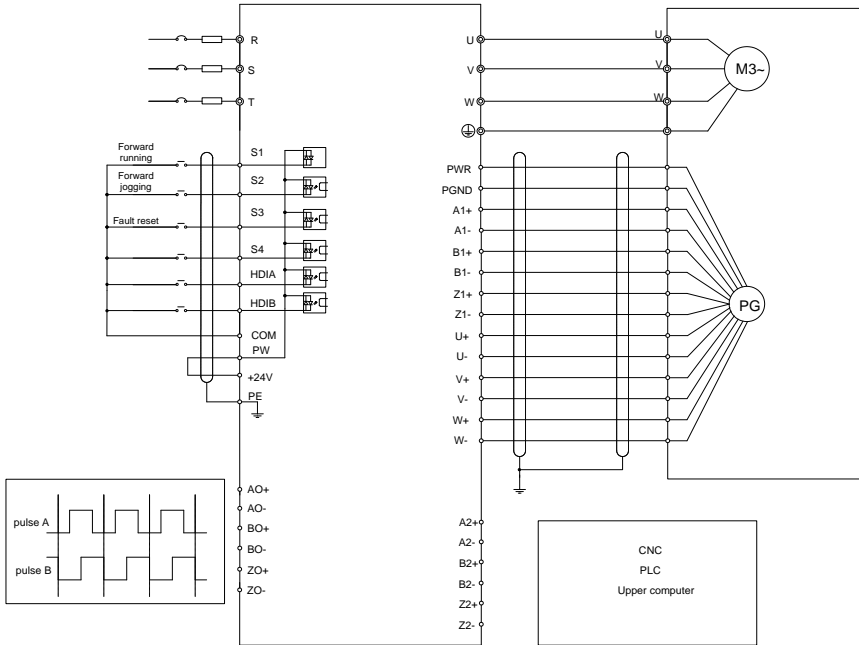 R
S
T
U
V
W
U
V
W
M3~
Forward
running
Forward
jogging
Fault reset
S1
S2
S3
S4
HDIA
HDIB
COM
PW
+24V
PE
PWR
PGND
A1+
A1-
B1+
B1-
Z1+
Z1-
U+
U-
V+
V-
W+
W-
PG
pulse A
pulse B
AO+
AO-
BO+
BO-
ZO+
ZO-
A2+
A2-
B2+
B2-
Z2+
Z2-
CNC
PLC
Upper computer